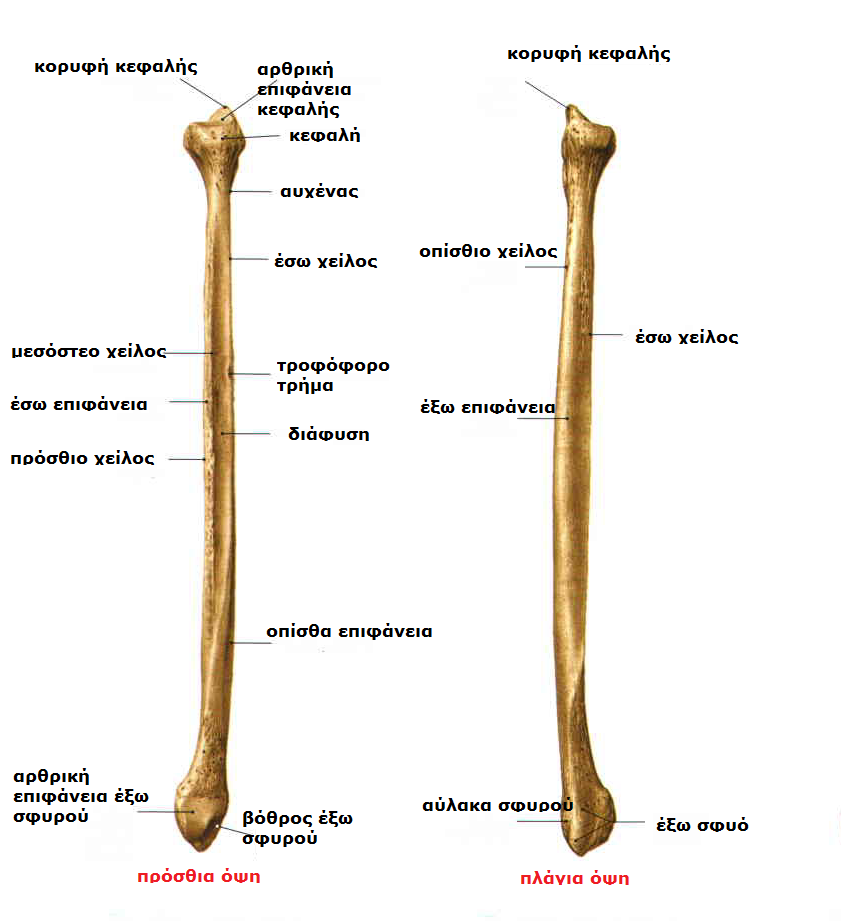 κορυφή κεφαλής
αρθρική
επιφάνεια
κεφαλής
κεφαλή
αυχένας
έσω χείλος
μεσόστεο χείλος
τροφόφορο
τρήμα
έσω επιφάνεια
διάφυση
πρόσθιο χείλος
οπίσθα επιφάνεια
αρθρική
επιφάνεια έξω
σφυρού
βόθρος έξω
σφυρού
πρόσθια όψη
κορυφή κεφαλής
οπίσθιο χείλος
έσω χείλος
έξω επιφάνεια
αύλακα σφυρού
έξω σφυό
πλάγια όψη